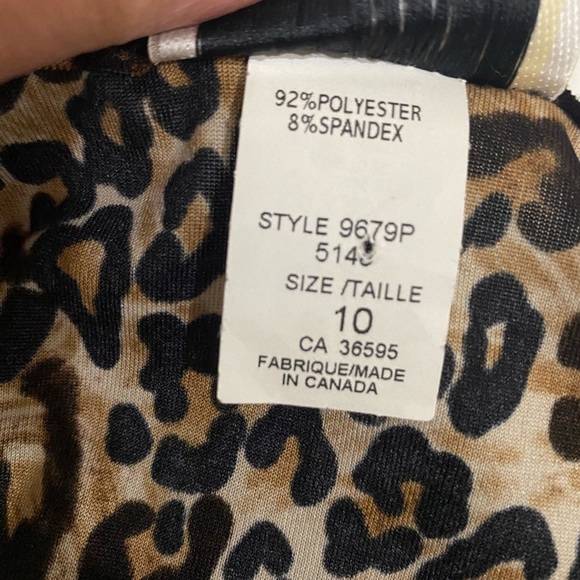 92%POLYESTER
8%SPANDEX
STYLE 9679P
SIZE /TAILLE
10
CA 36595
FABRIQUE/MADE
IN CANADA